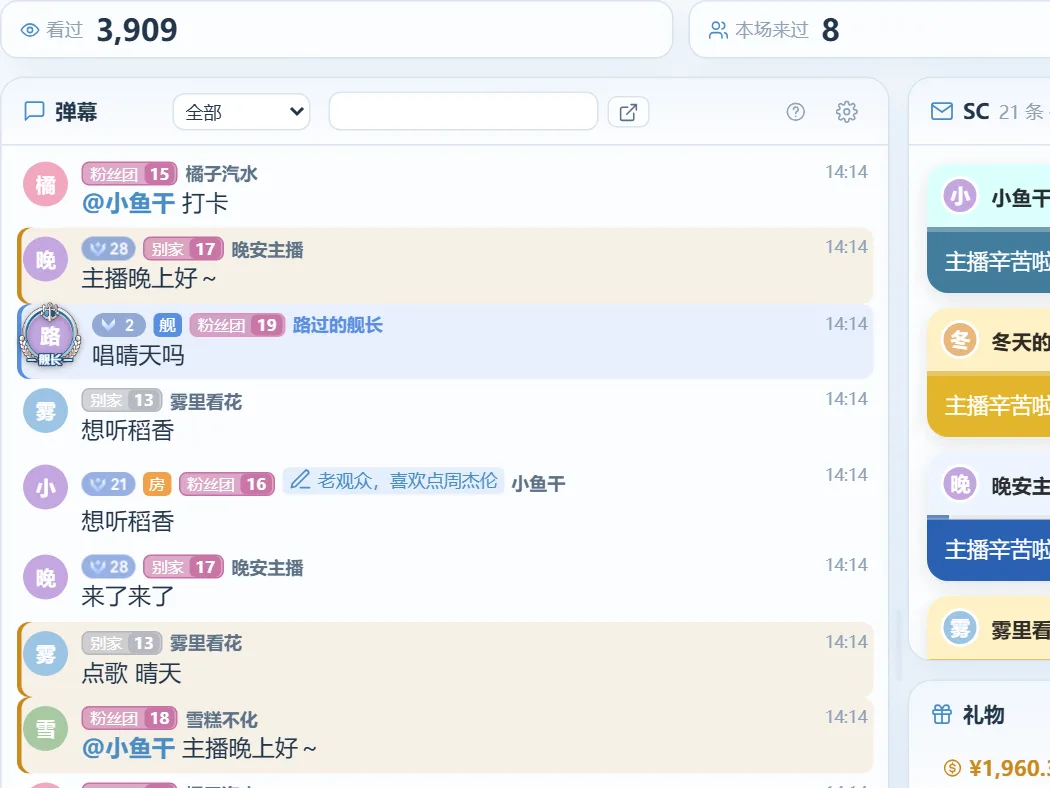 看过 3,909
本场来过 8
弹幕
全部
橘
粉丝团 15 橘子汽水
14:14
@小鱼干 打卡
晚
28 别家 17 晚安主播
14:14
主播晚上好～
路
舰长
2 舰 粉丝团 19 路过的舰长
14:14
唱晴天吗
雾
别家 13 雾里看花
14:14
想听稻香
小
21 房 粉丝团 16 老观众，喜欢点周杰伦 小鱼干
14:14
想听稻香
晚
28 别家 17 晚安主播
14:14
来了来了
雾
别家 13 雾里看花
14:14
点歌 晴天
雪
粉丝团 18 雪糕不化
14:14
@小鱼干 主播晚上好～
SC 21 条
小 小鱼干
主播辛苦啦
冬 冬天的
主播辛苦啦
晚 晚安主
主播辛苦啦
雾 雾里看
礼物
¥1,960.3